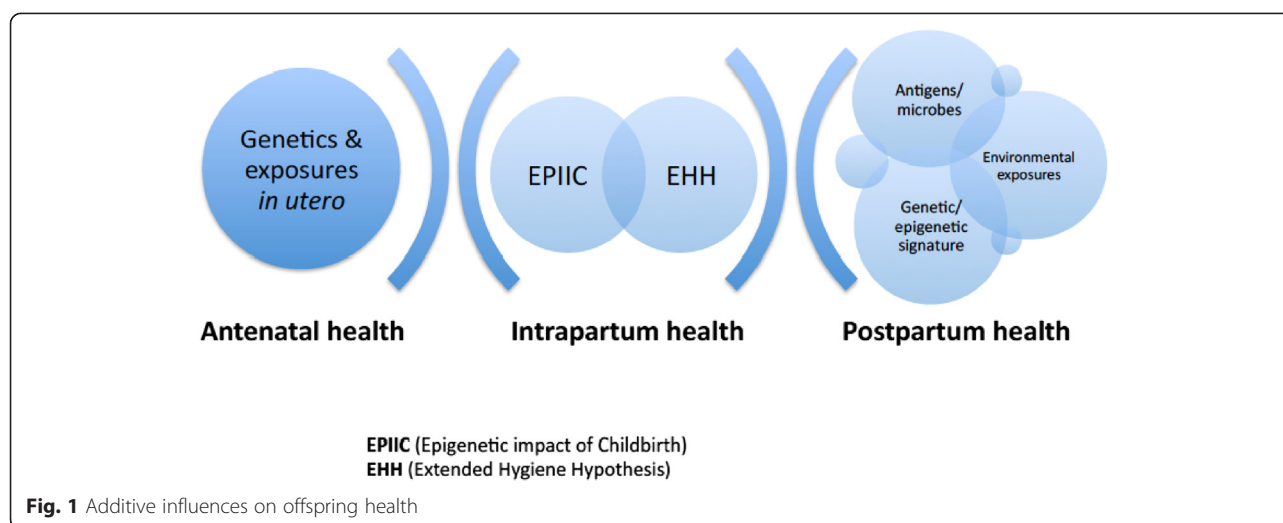 Genetics &
exposures
in utero
EPIIC
EHH
Antigens/
microbes
Environmental
exposures
Genetic/
epigenetic
signature
Antenatal health
Intrapartum health
Postpartum health
EPIIC (Epigenetic impact of Childbirth)
EHH (Extended Hygiene Hypothesis)
Fig. 1 Additive influences on offspring health